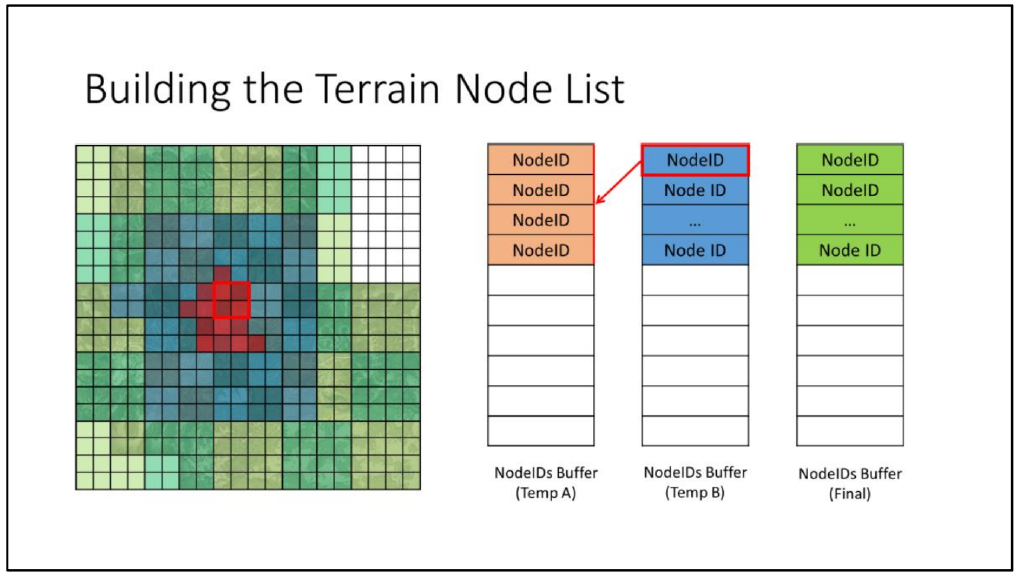 Building the Terrain Node List
NodeID
NodeID
NodeID
NodeID
NodeIDs Buffer
(Temp A)
NodeID
Node ID
...
Node ID
NodeIDs Buffer
(Temp B)
NodeID
NodeID
...
Node ID
NodeIDs Buffer
(Final)